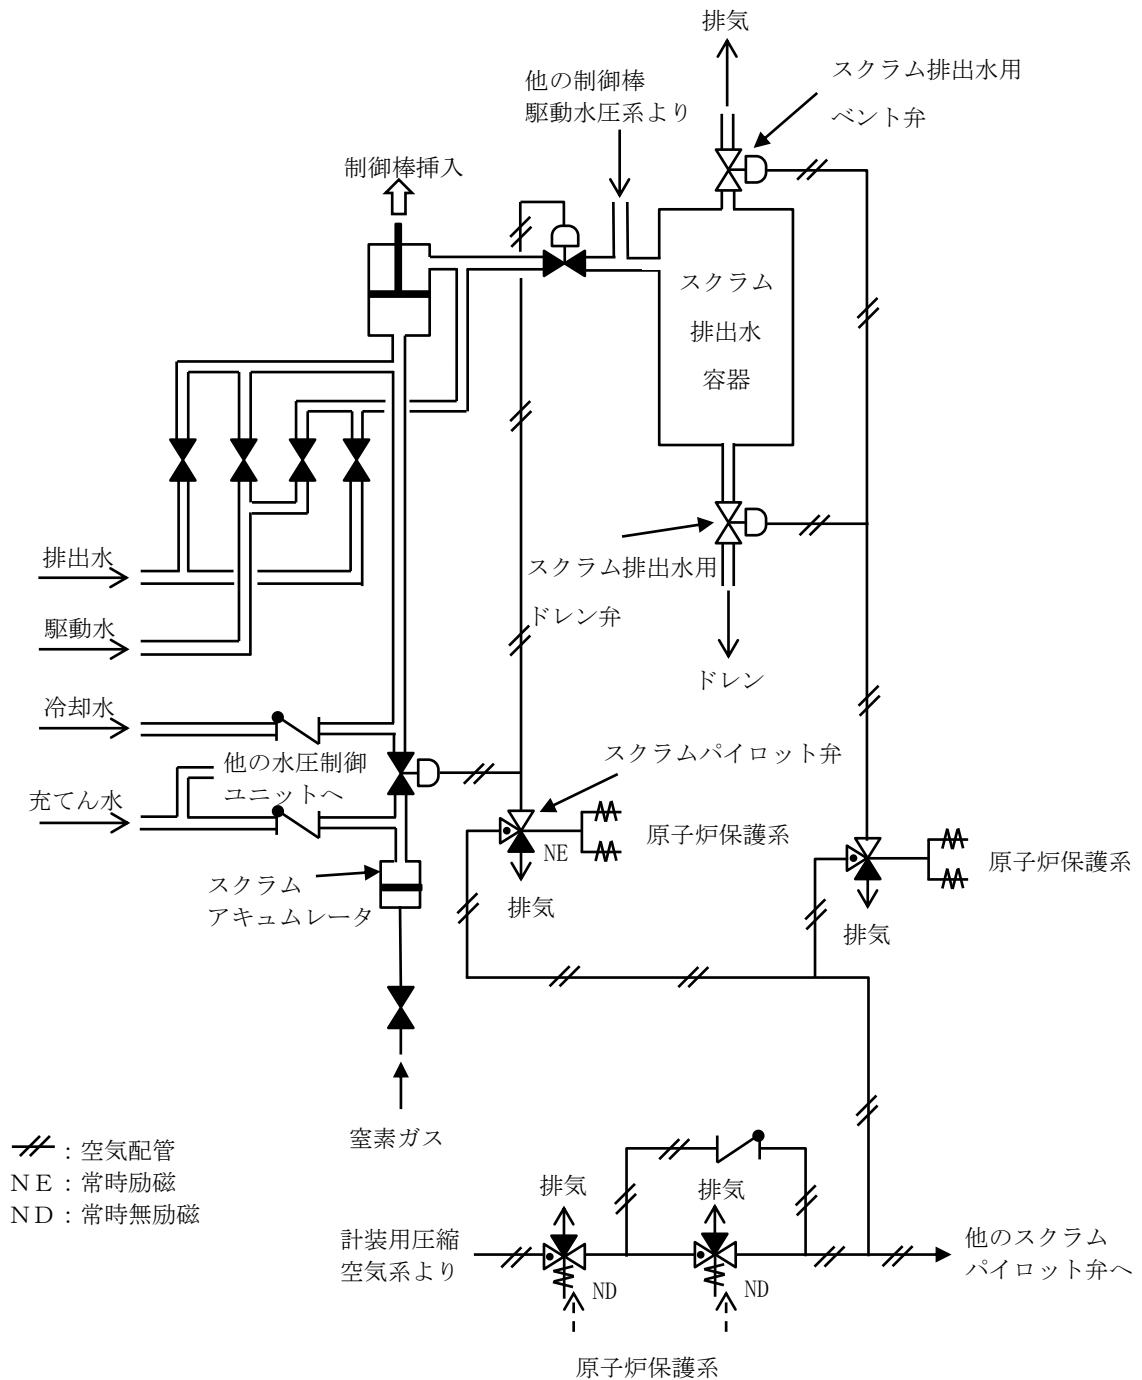 排気
スクラム排出水用
ベント弁
他の制御棒
駆動水圧系より
制御棒挿入
スクラム
排出水
容器
排出水
スクラム排出水用
ドレン弁
駆動水
ドレン
冷却水
他の水圧制御
ユニットへ
スクラムパイロット弁
充てん水
原子炉保護系
NE
原子炉保護系
スクラム
アキュムレータ
排気
排気
窒素ガス
:空気配管
NE:常時励磁
ND:常時無励磁
排気
排気
計装用圧縮
空気系より
ND
ND
他のスクラム
パイロット弁へ
原子炉保護系